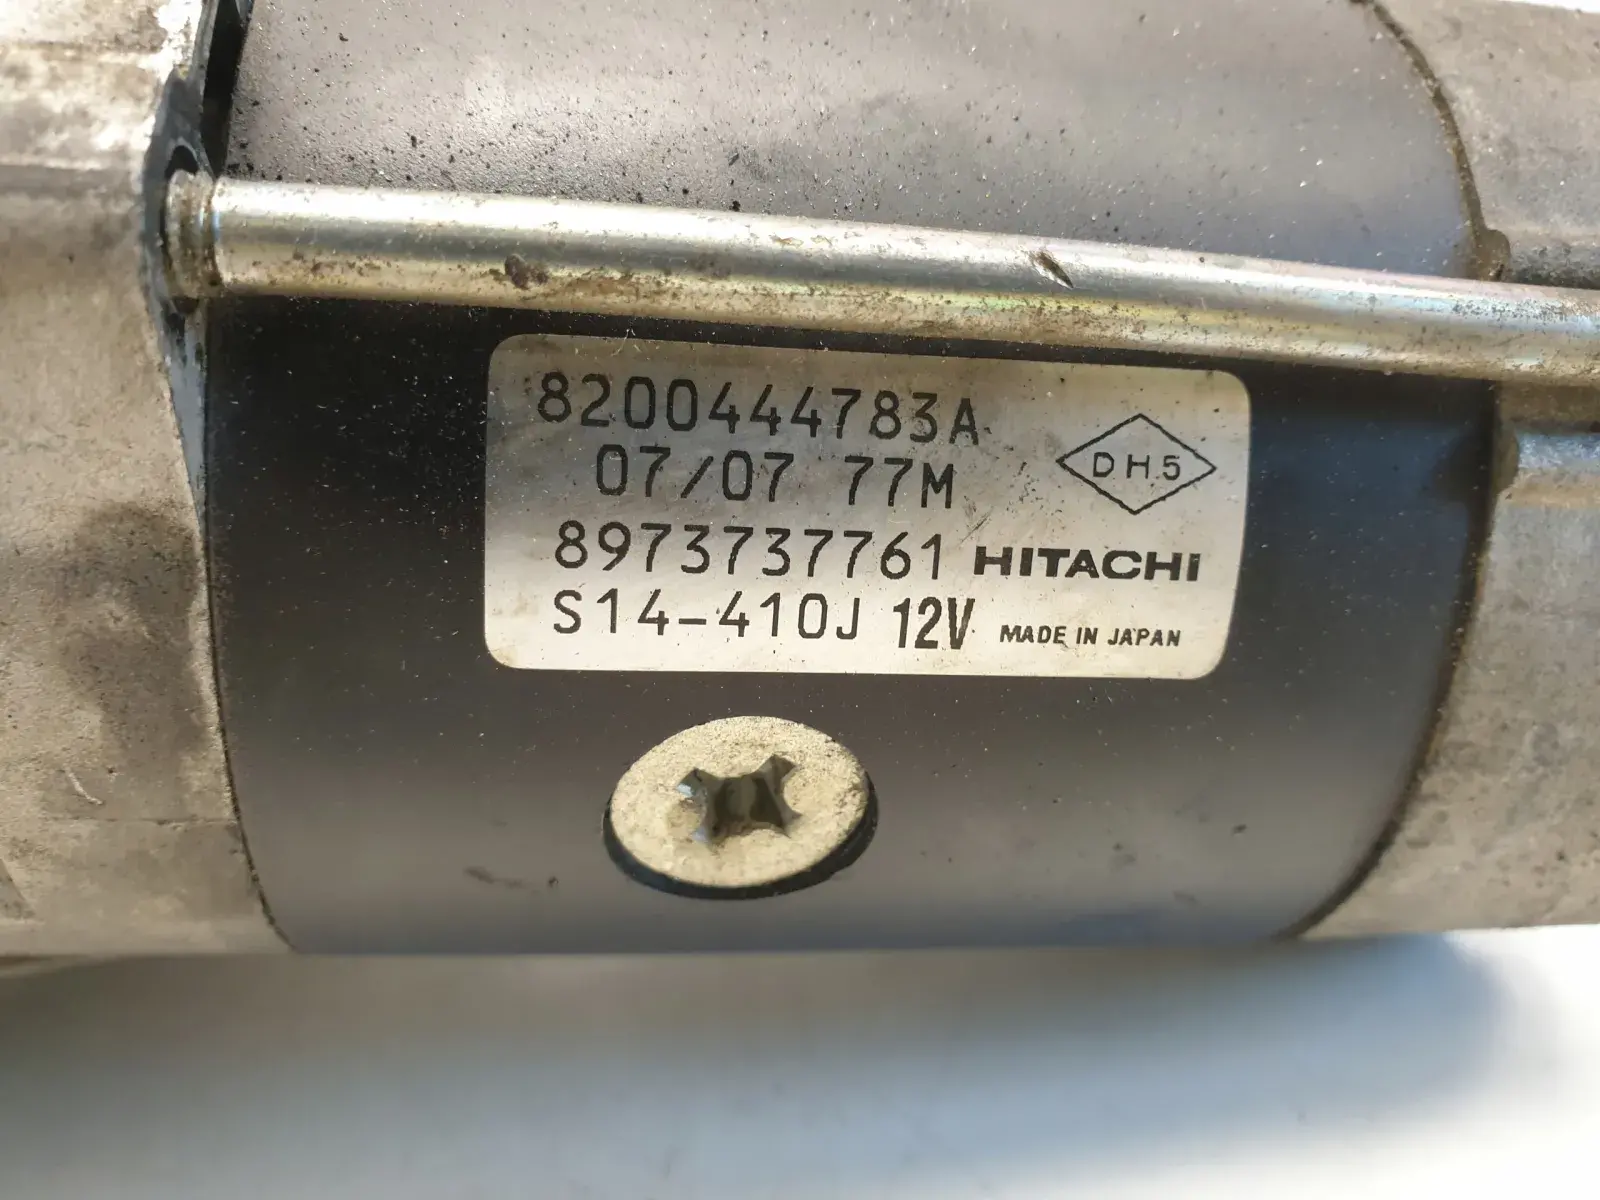 8200444783A
07/07 77M
DH5
8973737761 HITACHI
S14-410J 12V MADE IN JAPAN